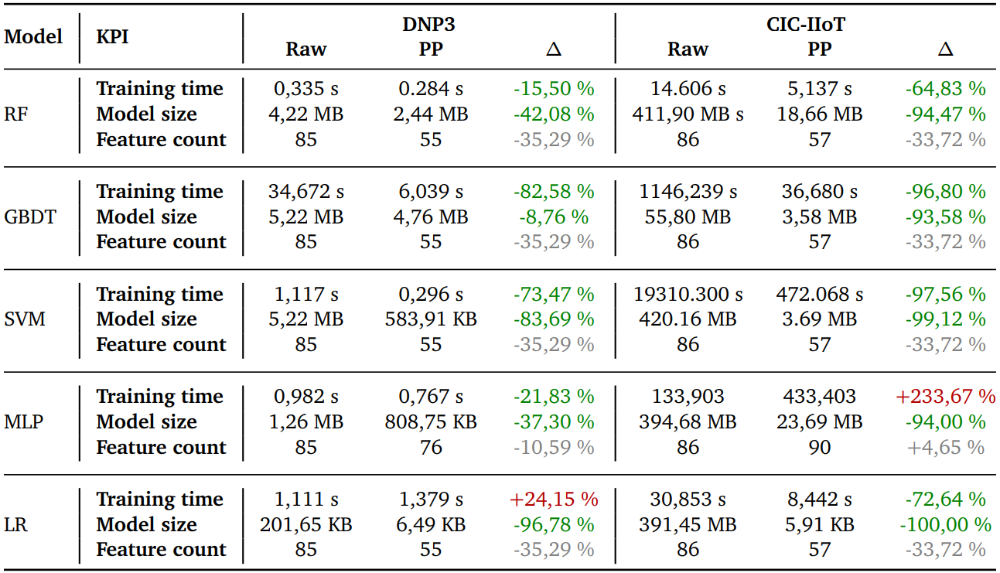 DNP3 CIC-IIoT
Model KPI
Raw PP Δ Raw PP Δ
Training time 0,335 s 0.284 s -15,50 % 14.606 s 5,137 s -64,83 %
RF Model size 4,22 MB 2,44 MB -42,08 % 411,90 MB s 18,66 MB -94,47 %
Feature count 85 55 -35,29 % 86 57 -33,72 %
Training time 34,672 s 6,039 s -82,58 % 1146,239 s 36,680 s -96,80 %
GBDT Model size 5,22 MB 4,76 MB -8,76 % 55,80 MB 3,58 MB -93,58 %
Feature count 85 55 -35,29 % 86 57 -33,72 %
Training time 1,117 s 0,296 s -73,47 % 19310.300 s 472.068 s -97,56 %
SVM Model size 5,22 MB 583,91 KB -83,69 % 420.16 MB 3.69 MB -99,12 %
Feature count 85 55 -35,29 % 86 57 -33,72 %
Training time 0,982 s 0,767 s -21,83 % 133,903 433,403 +233,67 %
MLP Model size 1,26 MB 808,75 KB -37,30 % 394,68 MB 23,69 MB -94,00 %
Feature count 85 76 -10,59 % 86 90 +4,65 %
Training time 1,111 s 1,379 s +24,15 % 30,853 s 8,442 s -72,64 %
LR Model size 201,65 KB 6,49 KB -96,78 % 391,45 MB 5,91 KB -100,00 %
Feature count 85 55 -35,29 % 86 57 -33,72 %